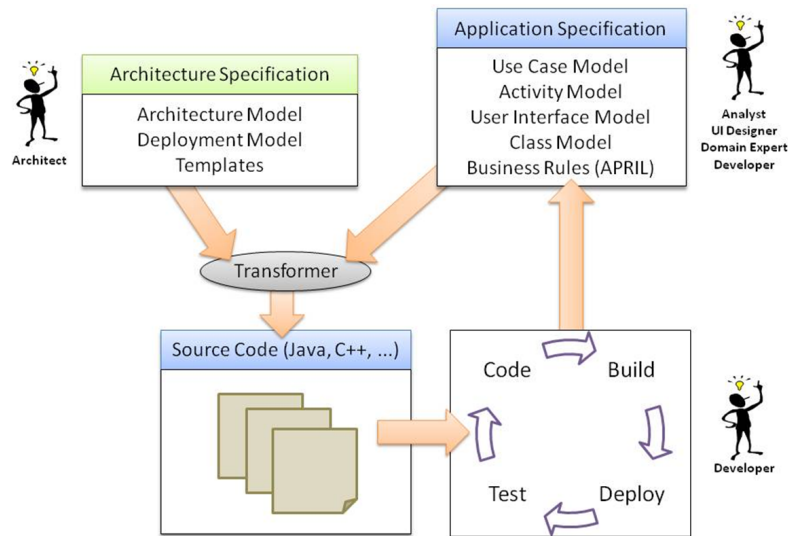 Architecture Specification
Architecture Model
Deployment Model
Templates
Architect
Application Specification
Use Case Model
Activity Model
User Interface Model
Class Model
Business Rules (APRIL)
Analyst
UI Designer
Domain Expert
Developer
Transformer
Source Code (Java, C++, ...)
Code
Build
Test
Deploy
Developer